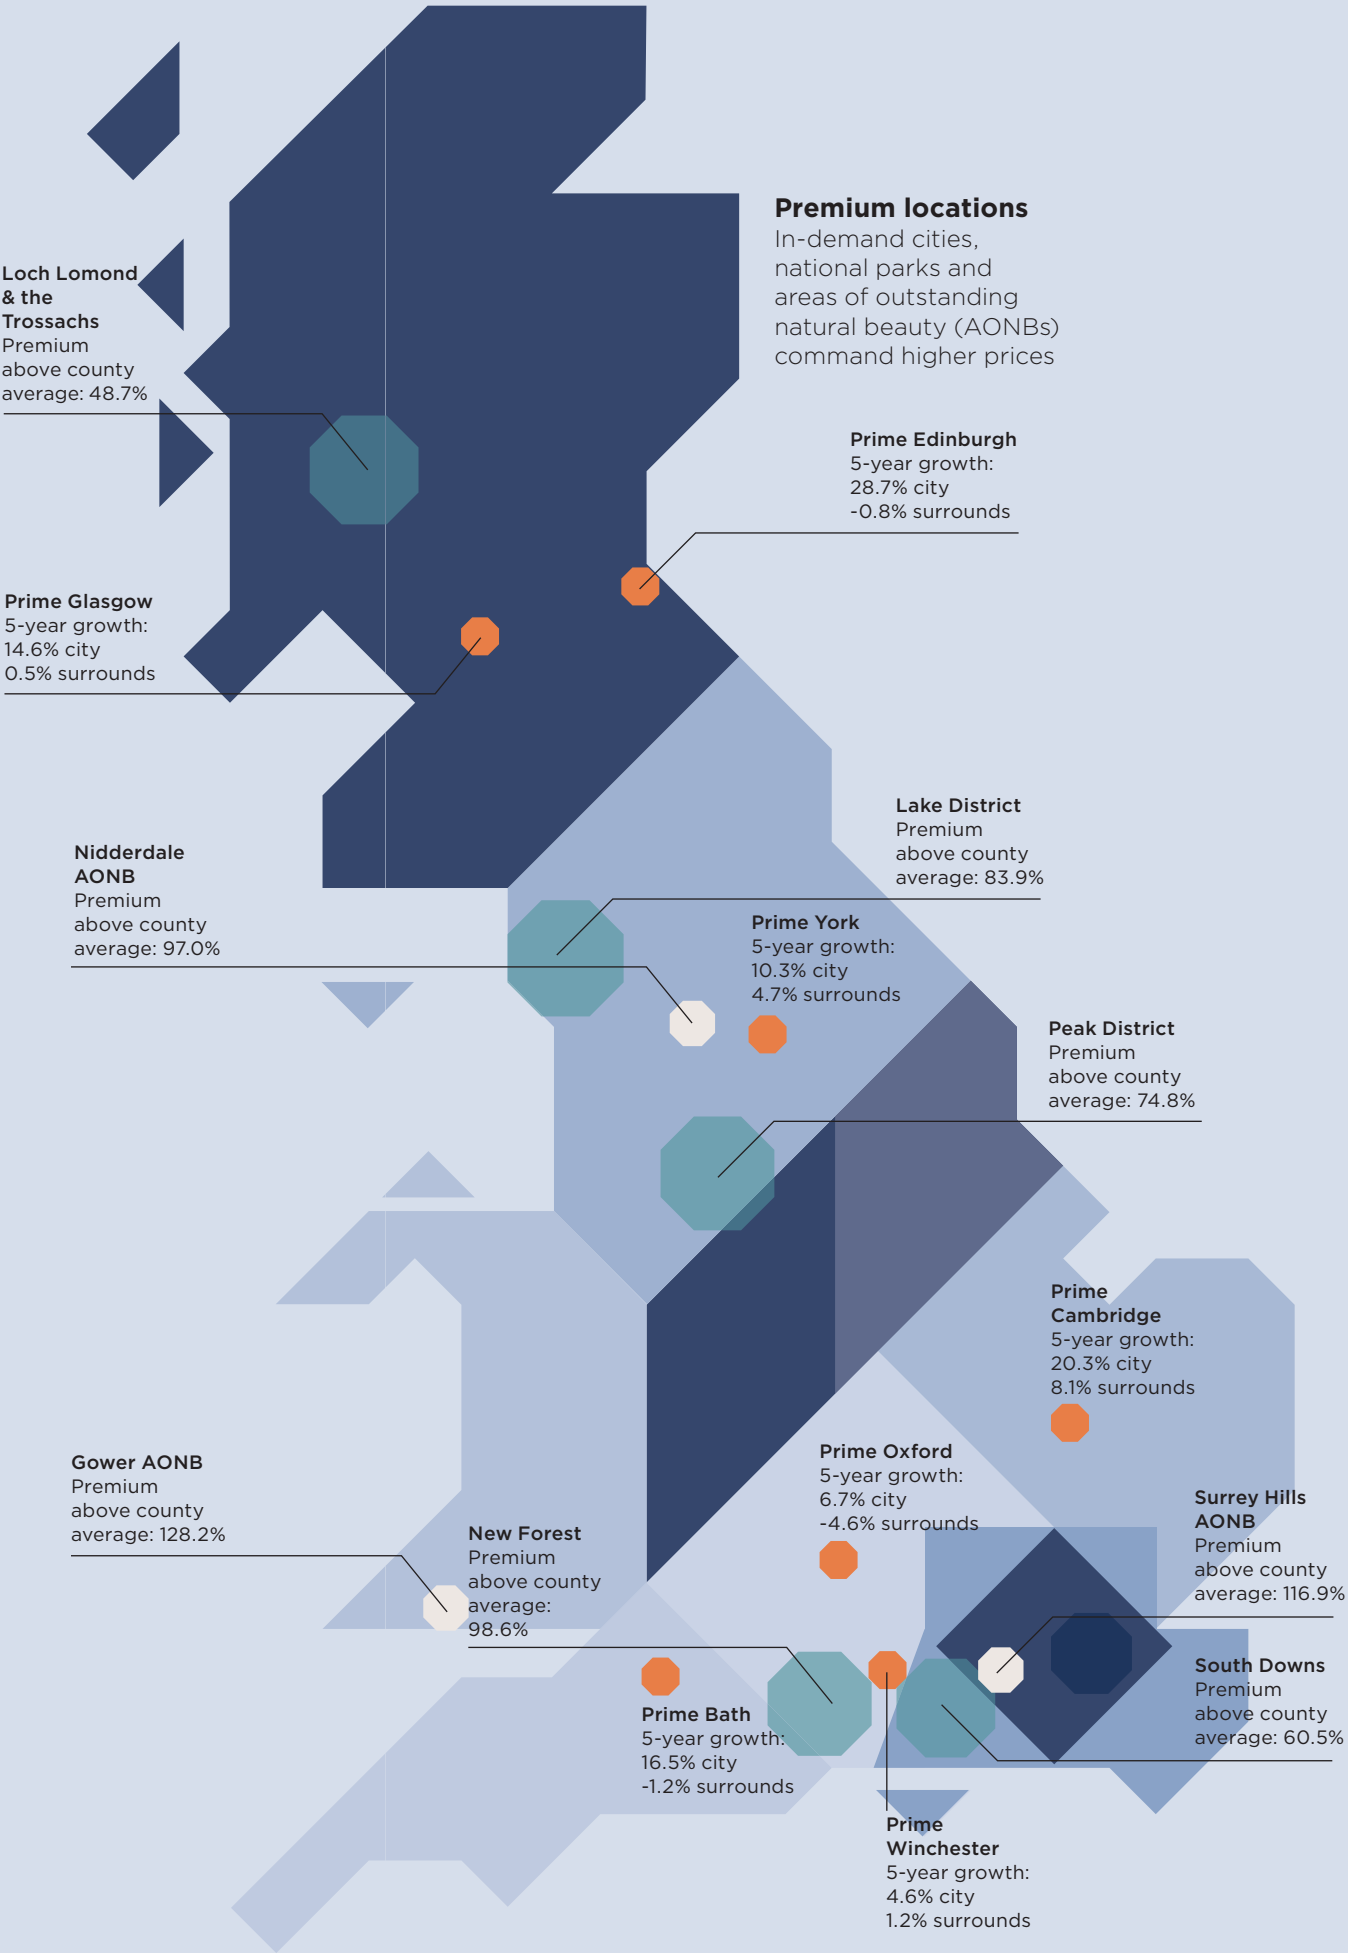 Premium locations
In-demand cities,
national parks and
areas of outstanding
natural beauty (AONBs)
command higher prices
Loch Lomond
& the
Trossachs
Premium
above county
average: 48.7%
Prime Edinburgh
5-year growth:
28.7% city
-0.8% surrounds
Prime Glasgow
5-year growth:
14.6% city
0.5% surrounds
Lake District
Premium
above county
average: 83.9%
Nidderdale
AONB
Premium
above county
average: 97.0%
Prime York
5-year growth:
10.3% city
4.7% surrounds
Peak District
Premium
above county
average: 74.8%
Prime
Cambridge
5-year growth:
20.3% city
8.1% surrounds
Gower AONB
Premium
above county
average: 128.2%
Prime Oxford
5-year growth:
6.7% city
-4.6% surrounds
Surrey Hills
AONB
Premium
above county
average: 116.9%
New Forest
Premium
above county
average:
98.6%
South Downs
Premium
above county
average: 60.5%
Prime Bath
5-year growth:
16.5% city
-1.2% surrounds
Prime
Winchester
5-year growth:
4.6% city
1.2% surrounds